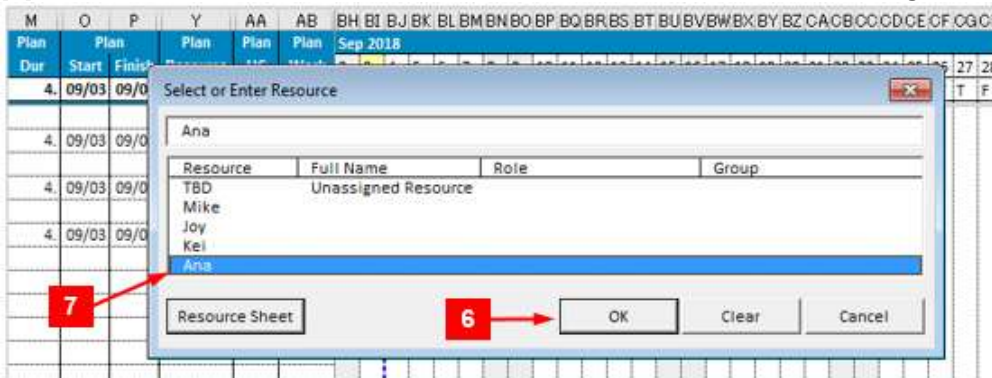 M O P Y AA AB BH BI BJ BK BL BM BN BO BP BQ BR BS BT BU BV BW BX BY BZ CA CB CC CD CE CF CG C
Plan Plan Plan Plan Plan Sep 2018
Dur Start Finish 27 28
4. 09/03 09/0 T F
Select or Enter Resource
Ana
4. 09/03 09/0
Resource Full Name Role Group
TBD Unassigned Resource
4. 09/03 09/0
Mike
Joy
4. 09/03 09/0
Kei
Ana
7
Resource Sheet 6 OK Clear Cancel